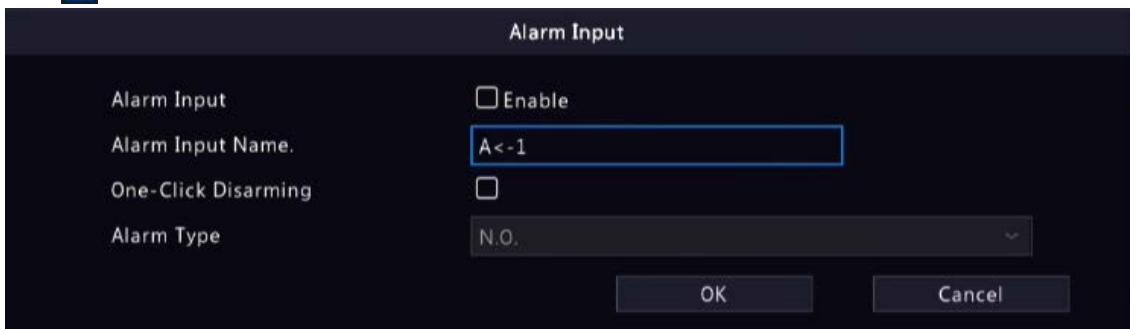 Alarm Input
Alarm Input Enable
Alarm Input Name. A<-1
One-Click Disarming
Alarm Type N.O.
OK Cancel